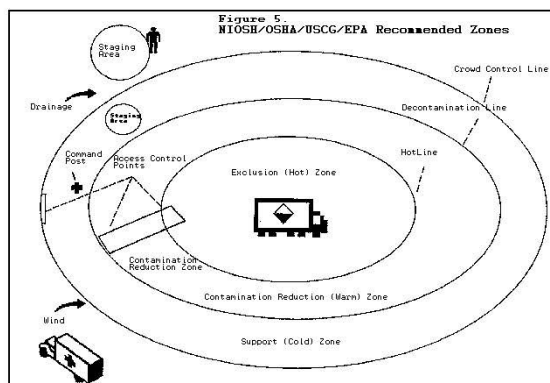 Figure 5.
NIOSH/OSHA/USCG/EPA Recommended Zones
Staging
Area
Crowd Control Line
Drainage
Decontamination Line
Staging
Area
Command
Post
Access Control
Points
HotLine
Exclusion (Hot) Zone
Contamination
Reduction Zone
Contamination Reduction (Warm) Zone
Wind
Support (Cold) Zone